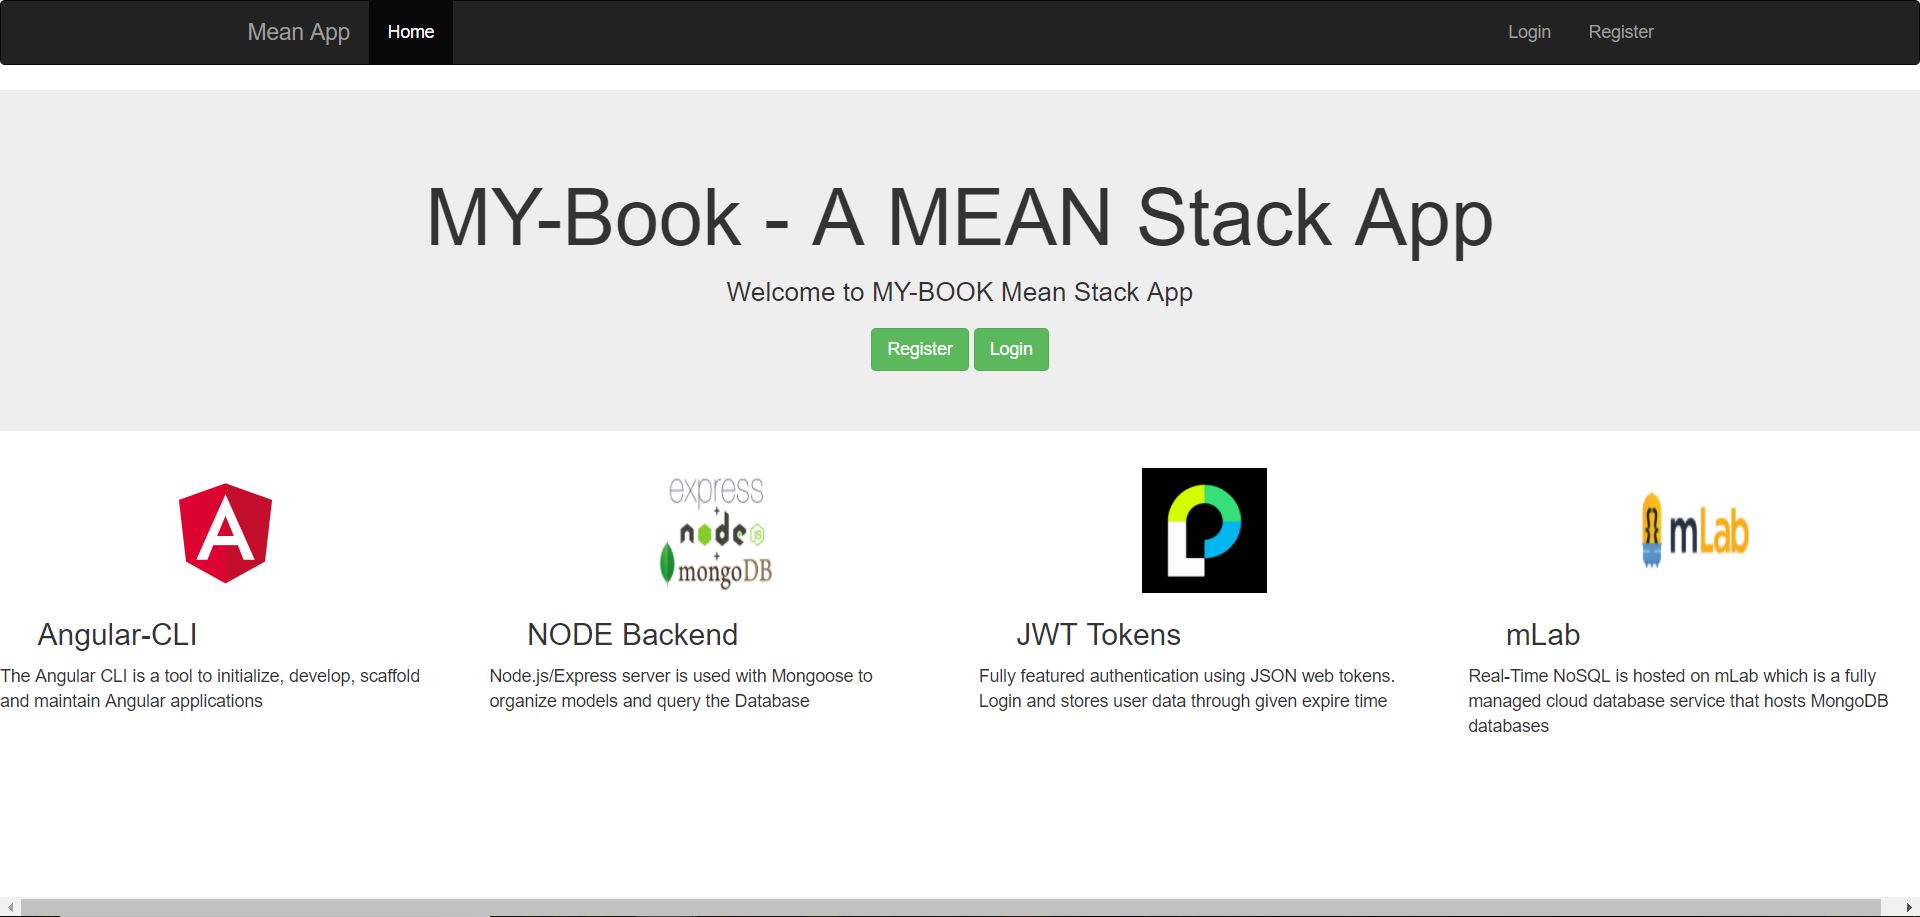 Mean App Home Login Register
MY-Book - A MEAN Stack App
Welcome to MY-BOOK Mean Stack App
Register Login
express
+
node JS
+
mongoDB
mLab
Angular-CLI
The Angular CLI is a tool to initialize, develop, scaffold
and maintain Angular applications
NODE Backend
Node.js/Express server is used with Mongoose to
organize models and query the Database
JWT Tokens
Fully featured authentication using JSON web tokens.
Login and stores user data through given expire time
mLab
Real-Time NoSQL is hosted on mLab which is a fully
managed cloud database service that hosts MongoDB
databases